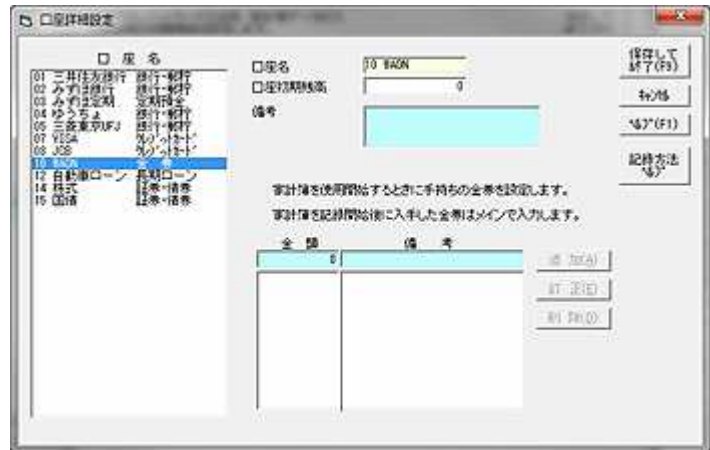 口座詳細設定
口 座 名
01 三井住友銀行 銀行・郵貯
02 みずほ銀行 銀行・郵貯
03 みずほ定期 定期預金
04 ゆうちょ 銀行・郵貯
05 三菱東京UFJ 銀行・郵貯
07 VISA クレジットカード
08 JCB クレジットカード
10 WAON 金 券
12 自動車ローン 長期ローン
14 株式 証券・債券
15 国債 証券・債券
口座名 10 WAON
口座初期残高 0
備考
家計簿を使用開始するときに手持ちの金券を設定します。
家計簿を記録開始後に入手した金券はメインで入力します。
金 額 備 考
0
追 加(A)
訂 正(E)
削 除(D)
保存して
終了(F9)
キャンセル
ヘルプ(F1)
記帳方法
ヘルプ